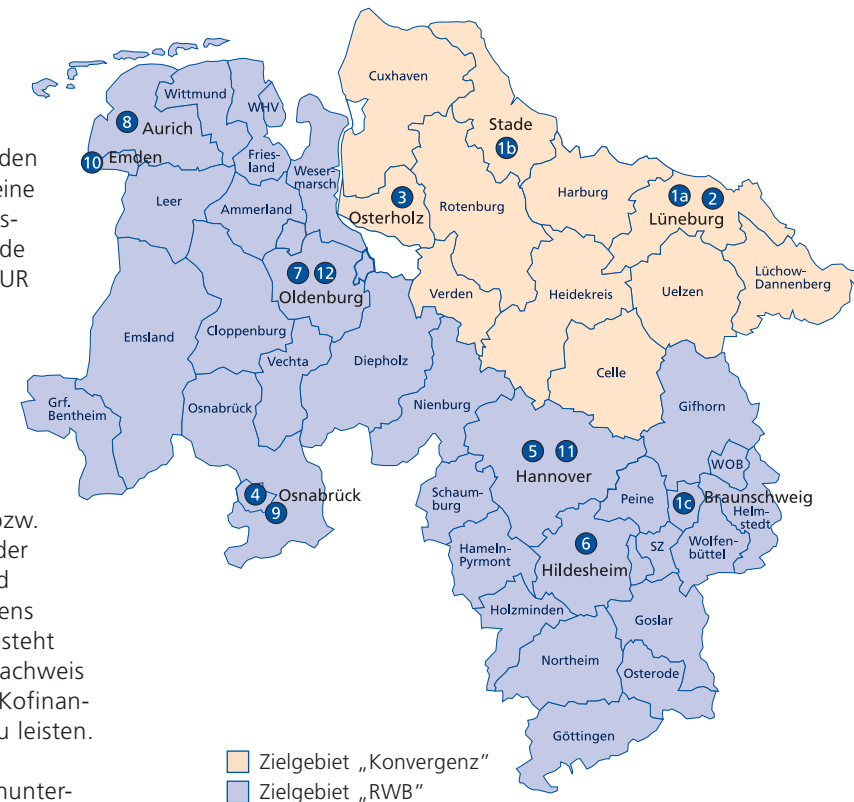 den
eine
s-
de
UR
ozw.
der
d
ens
esteht
achweis
Kofinan-
u leisten.
hunter-
Cuxhaven
Wittmund
WHV
8
Aurich
Stade
1b
10
Emden
Fries-
land
Weser-
marsch
Harburg
1a
2
Lüneburg
Leer
Ammerland
3
Osterholz
Rotenburg
7
12
Oldenburg
Verden
Heidekreis
Uelzen
Lüchow-
Dannenberg
Emsland
Cloppenburg
Vechta
Diepholz
Celle
Grf.
Bentheim
Osnabrück
Nienburg
Gifhorn
5
11
Hannover
WOB
4
Osnabrück
9
Schaum-
burg
Peine
1c
Braunschweig
Helm-
stedt
Hameln-
Pyrmont
6
Hildesheim
SZ
Wolfen-
büttel
Holzminden
Goslar
Northeim
Osterode
Göttingen
Zielgebiet „Konvergenz”
Zielgebiet „RWB”